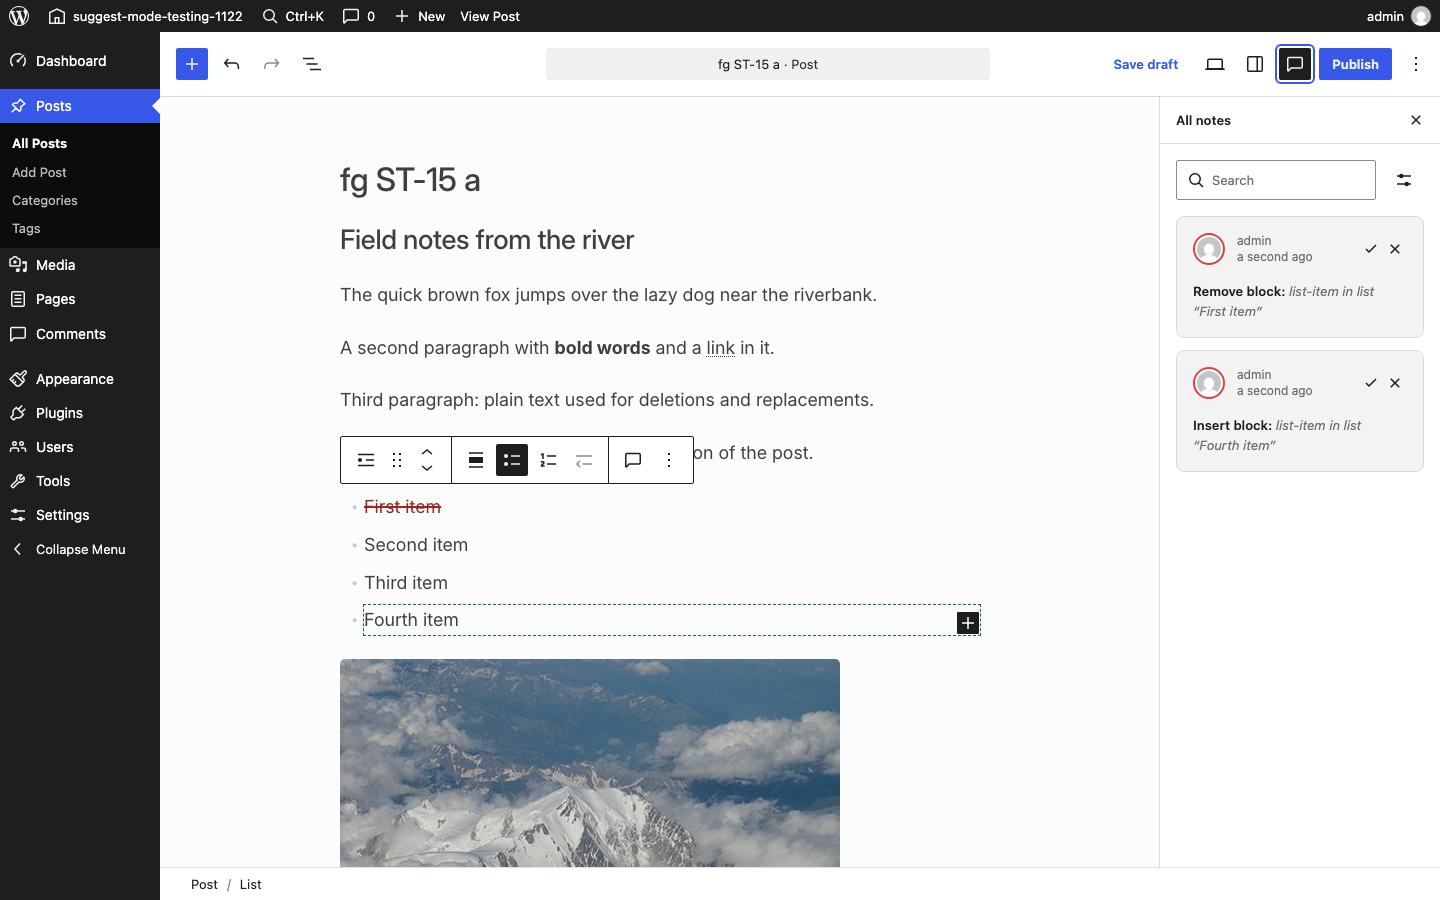 suggest-mode-testing-1122 Ctrl+K 0 New View Post admin
Dashboard
Posts
All Posts
Add Post
Categories
Tags
Media
Pages
Comments
Appearance
Plugins
Users
Tools
Settings
Collapse Menu
fg ST-15 a · Post
Save draft
Publish
fg ST-15 a
Field notes from the river
The quick brown fox jumps over the lazy dog near the riverbank.
A second paragraph with bold words and a link in it.
Third paragraph: plain text used for deletions and replacements.
on of the post.
First item
Second item
Third item
Fourth item
All notes
Search
admin
a second ago
Remove block: list-item in list
“First item”
admin
a second ago
Insert block: list-item in list
“Fourth item”
Post / List